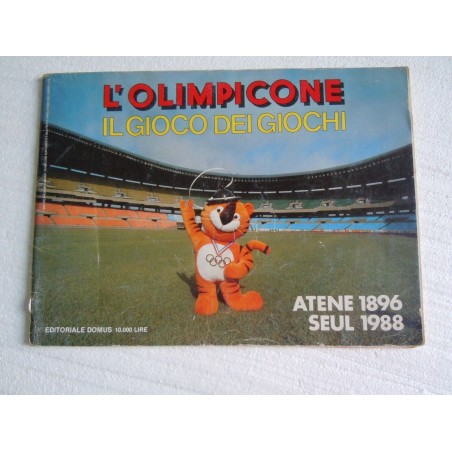 L'OLIMPICONE
IL GIOCO DEI GIOCHI
ATENE 1896
SEUL 1988
EDITORIALE DOMUS 10.000 LIRE